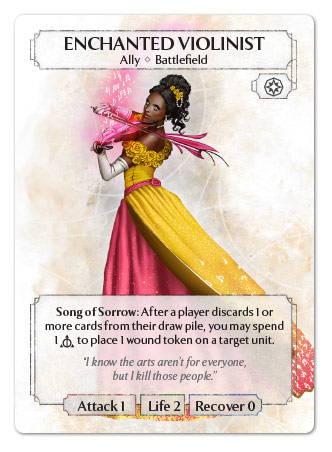 ENCHANTED VIOLINIST
Ally ⟡ Battlefield
Song of Sorrow: After a player discards 1 or
more cards from their draw pile, you may spend
1 to place 1 wound token on a target unit.
"I know the arts aren't for everyone,
but I kill those people."
Attack 1 Life 2 Recover 0